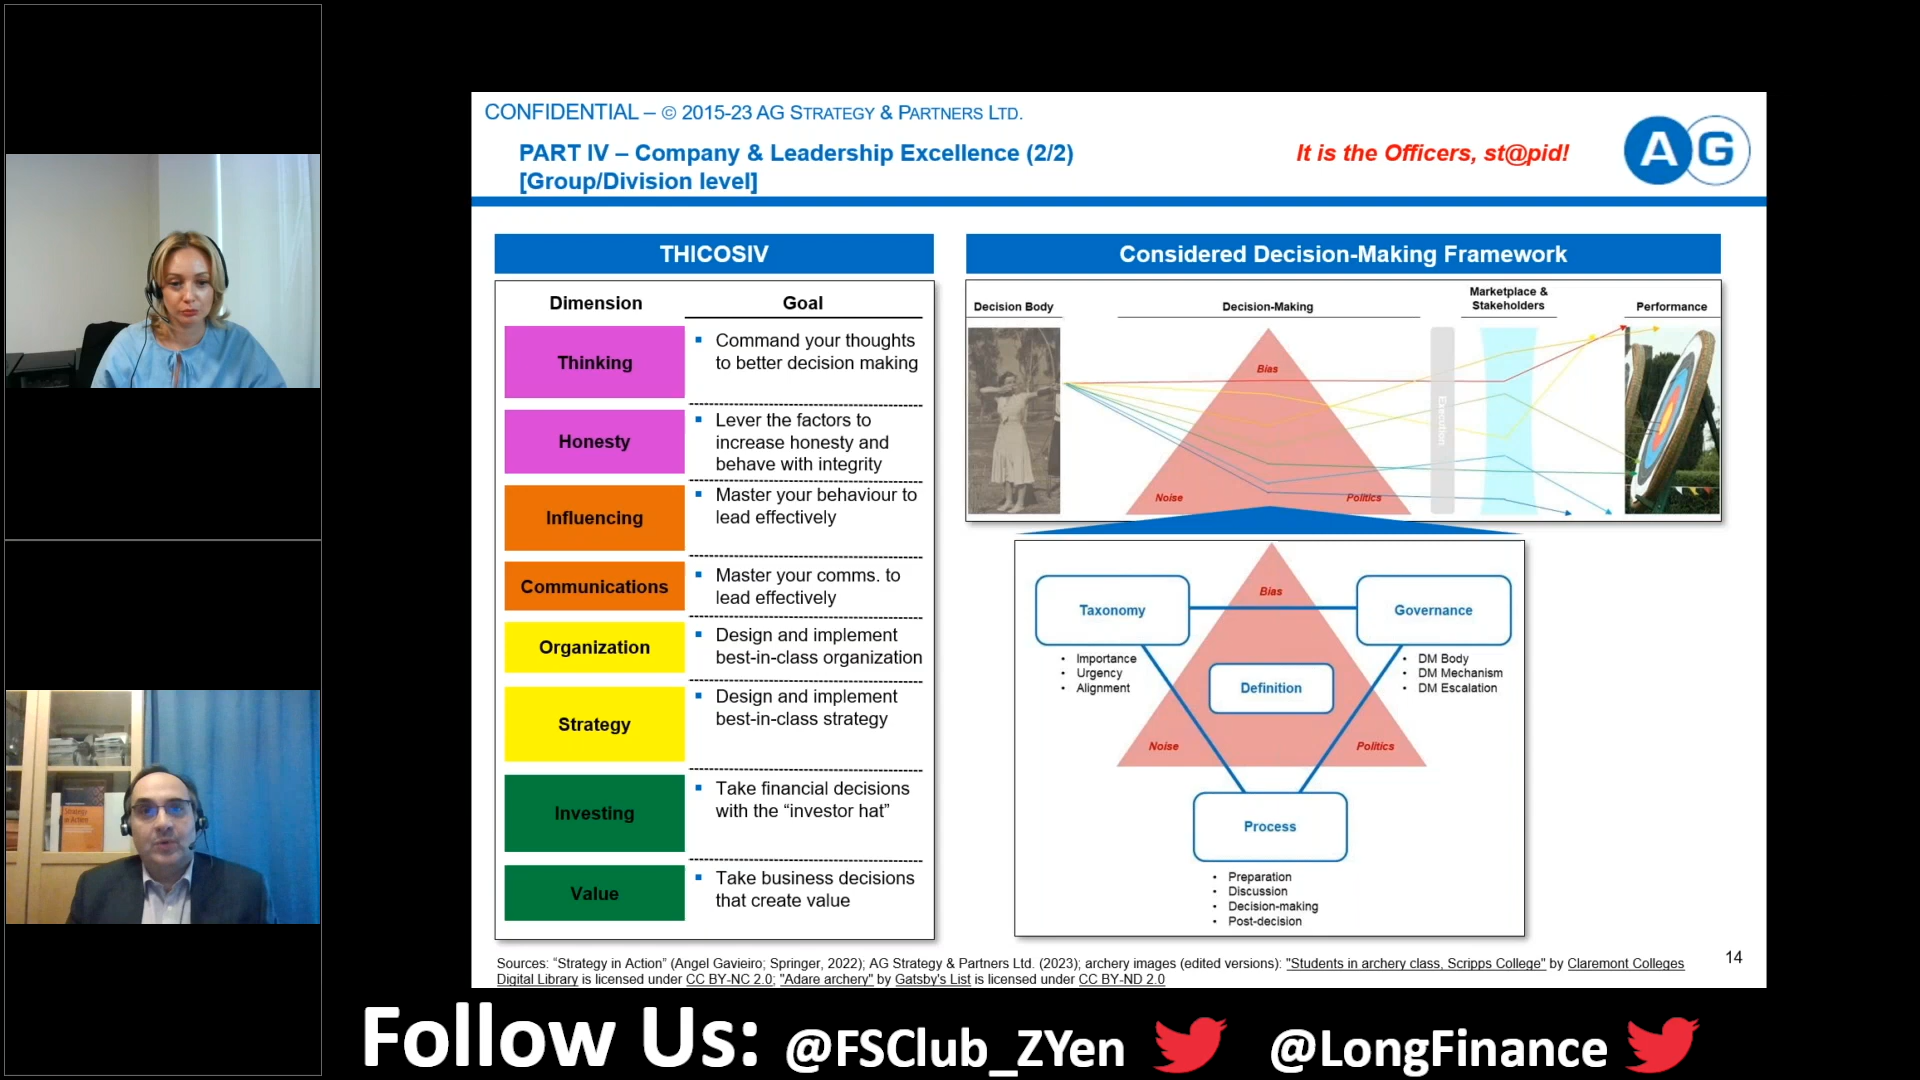 CONFIDENTIAL – © 2015-23 AG STRATEGY & PARTNERS LTD.
PART IV – Company & Leadership Excellence (2/2)
[Group/Division level]
It is the Officers, st@pid!
AG
THICOSIV
Dimension Goal
Thinking
▪ Command your thoughts
to better decision making
Honesty
▪ Lever the factors to
increase honesty and
behave with integrity
Influencing
▪ Master your behaviour to
lead effectively
Communications
▪ Master your comms. to
lead effectively
Organization
▪ Design and implement
best-in-class organization
Strategy
▪ Design and implement
best-in-class strategy
Investing
▪ Take financial decisions
with the “investor hat”
Value
▪ Take business decisions
that create value
Considered Decision-Making Framework
Decision Body
Decision-Making
Marketplace &
Stakeholders
Performance
Bias
Execution
Noise
Politics
Bias
Taxonomy
Governance
• Importance
• Urgency
• Alignment
• DM Body
• DM Mechanism
• DM Escalation
Definition
Noise
Politics
Process
• Preparation
• Discussion
• Decision-making
• Post-decision
Sources: “Strategy in Action” (Angel Gavieiro; Springer, 2022); AG Strategy & Partners Ltd. (2023); archery images (edited versions): "Students in archery class, Scripps College" by Claremont Colleges
Digital Library is licensed under CC BY-NC 2.0; "Adare archery" by Gatsby's List is licensed under CC BY-ND 2.0
14
Strategy
in Action
Follow Us: @FSClub_ZYen @LongFinance